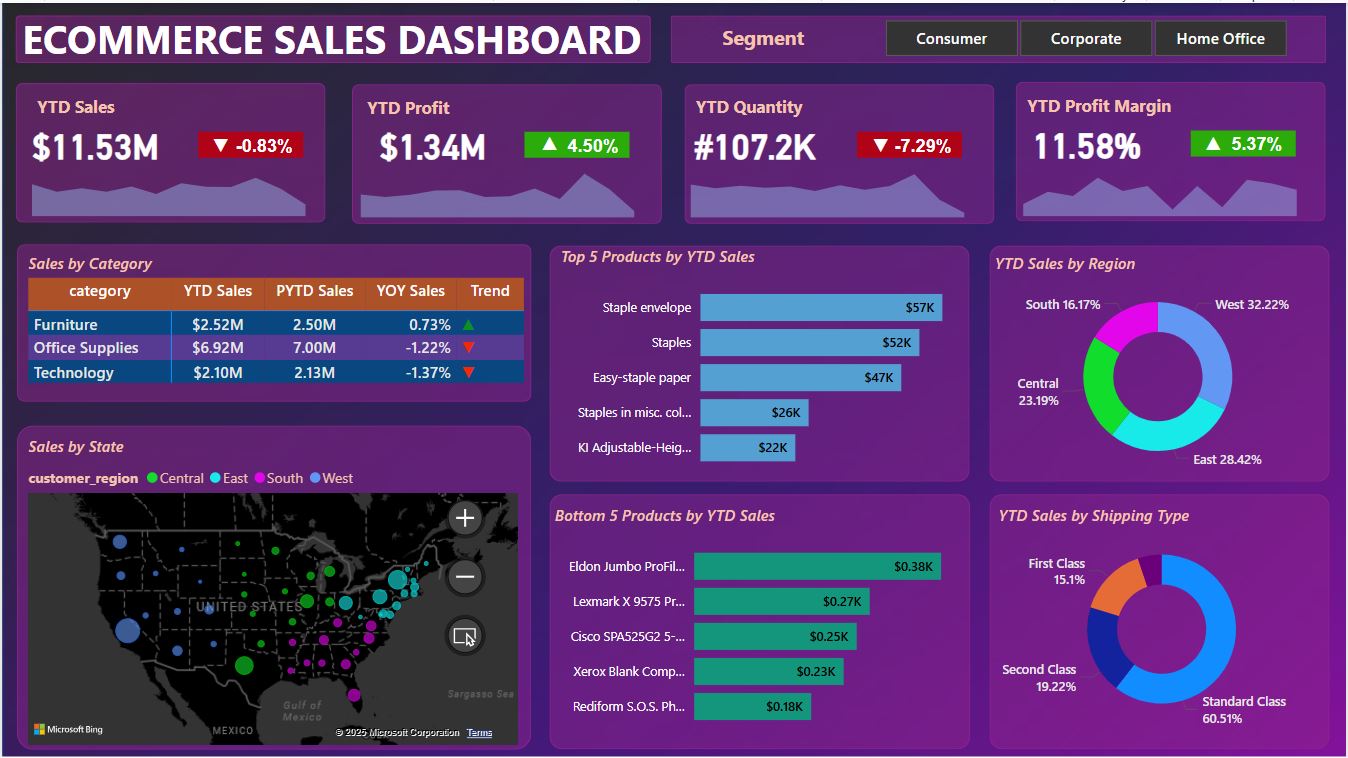 ECOMMERCE SALES DASHBOARD
Segment
Consumer
Corporate
Home Office
YTD Sales
$11.53M
▼ -0.83%
YTD Profit
$1.34M
▲ 4.50%
YTD Quantity
#107.2K
▼ -7.29%
YTD Profit Margin
11.58%
▲ 5.37%
Sales by Category
category YTD Sales PYTD Sales YOY Sales Trend
Furniture $2.52M 2.50M 0.73% ▲
Office Supplies $6.92M 7.00M -1.22% ▼
Technology $2.10M 2.13M -1.37% ▼
Top 5 Products by YTD Sales
Staple envelope $57K
Staples $52K
Easy-staple paper $47K
Staples in misc. col... $26K
KI Adjustable-Heig... $22K
YTD Sales by Region
South 16.17%
West 32.22%
Central
23.19%
East 28.42%
Sales by State
customer_region Central East South West
UNITED STATES
Gulf of
Mexico
Sargasso Sea
MEXICO
Microsoft Bing
© 2025 Microsoft Corporation Terms
Bottom 5 Products by YTD Sales
Eldon Jumbo ProFil... $0.38K
Lexmark X 9575 Pr... $0.27K
Cisco SPA525G2 5-... $0.25K
Xerox Blank Comp... $0.23K
Rediform S.O.S. Ph... $0.18K
YTD Sales by Shipping Type
First Class
15.1%
Second Class
19.22%
Standard Class
60.51%